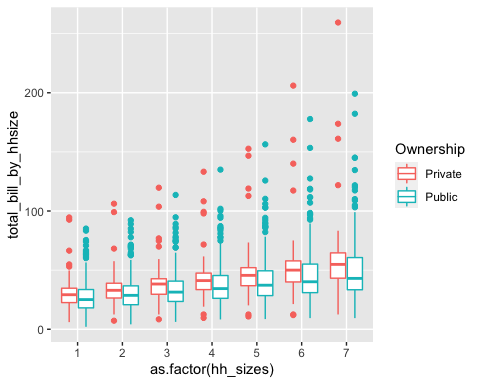 total_bill_by_hhsize
200
100
0
1 2 3 4 5 6 7
as.factor(hh_sizes)
Ownership
Private
Public